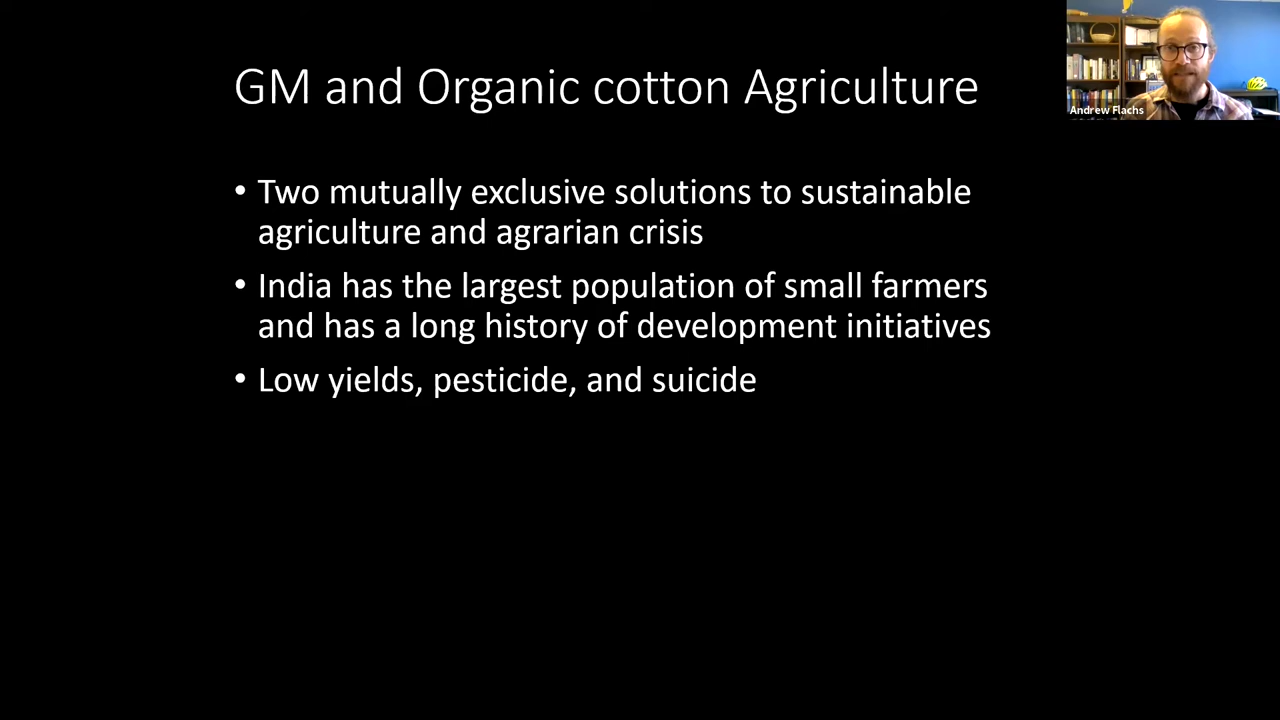 GM and Organic cotton Agriculture
Andrew Flachs
• Two mutually exclusive solutions to sustainable
agriculture and agrarian crisis
• India has the largest population of small farmers
and has a long history of development initiatives
• Low yields, pesticide, and suicide